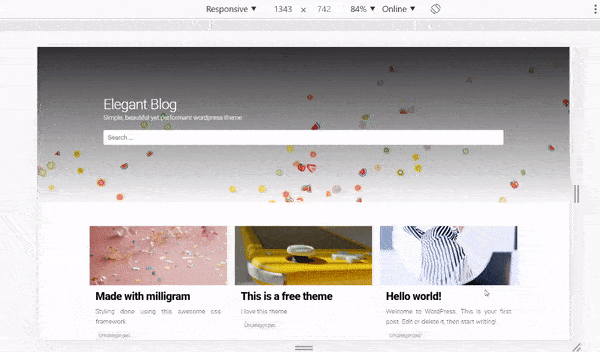 Responsive ▼ 1343 × 742 84% ▼ Online ▼
Elegant Blog
Simple, beautiful yet performant wordpress theme
Search ...
Made with milligram
Styling done using this awesome css
framework
Uncategorized
This is a free theme
I love this theme
Uncategorized
Hello world!
Welcome to WordPress. This is your first
post. Edit or delete it, then start writing!
Uncategorized